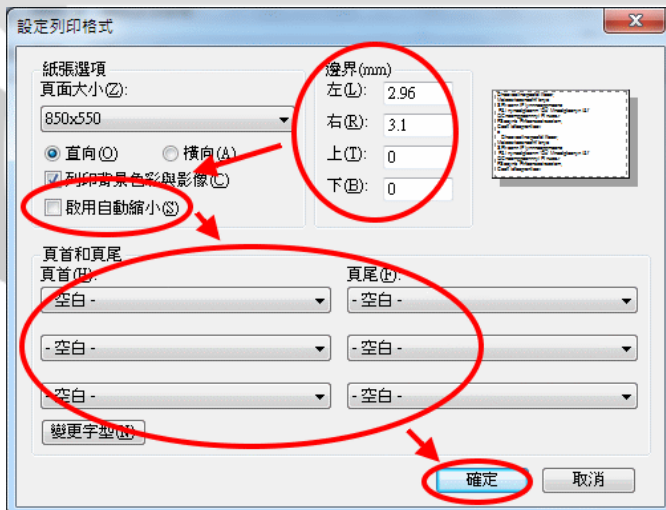 設定列印格式
紙張選項
頁面大小(Z):
850x550
直向(O) 橫向(A)
列印背景色彩與影像(C)
啟用自動縮小(S)
邊界(mm)
左(L): 2.96
右(R): 3.1
上(T): 0
下(B): 0
頁首和頁尾
頁首(H): 頁尾(F):
- 空白 - - 空白 -
- 空白 - - 空白 -
- 空白 - - 空白 -
變更字型(N)
確定 取消